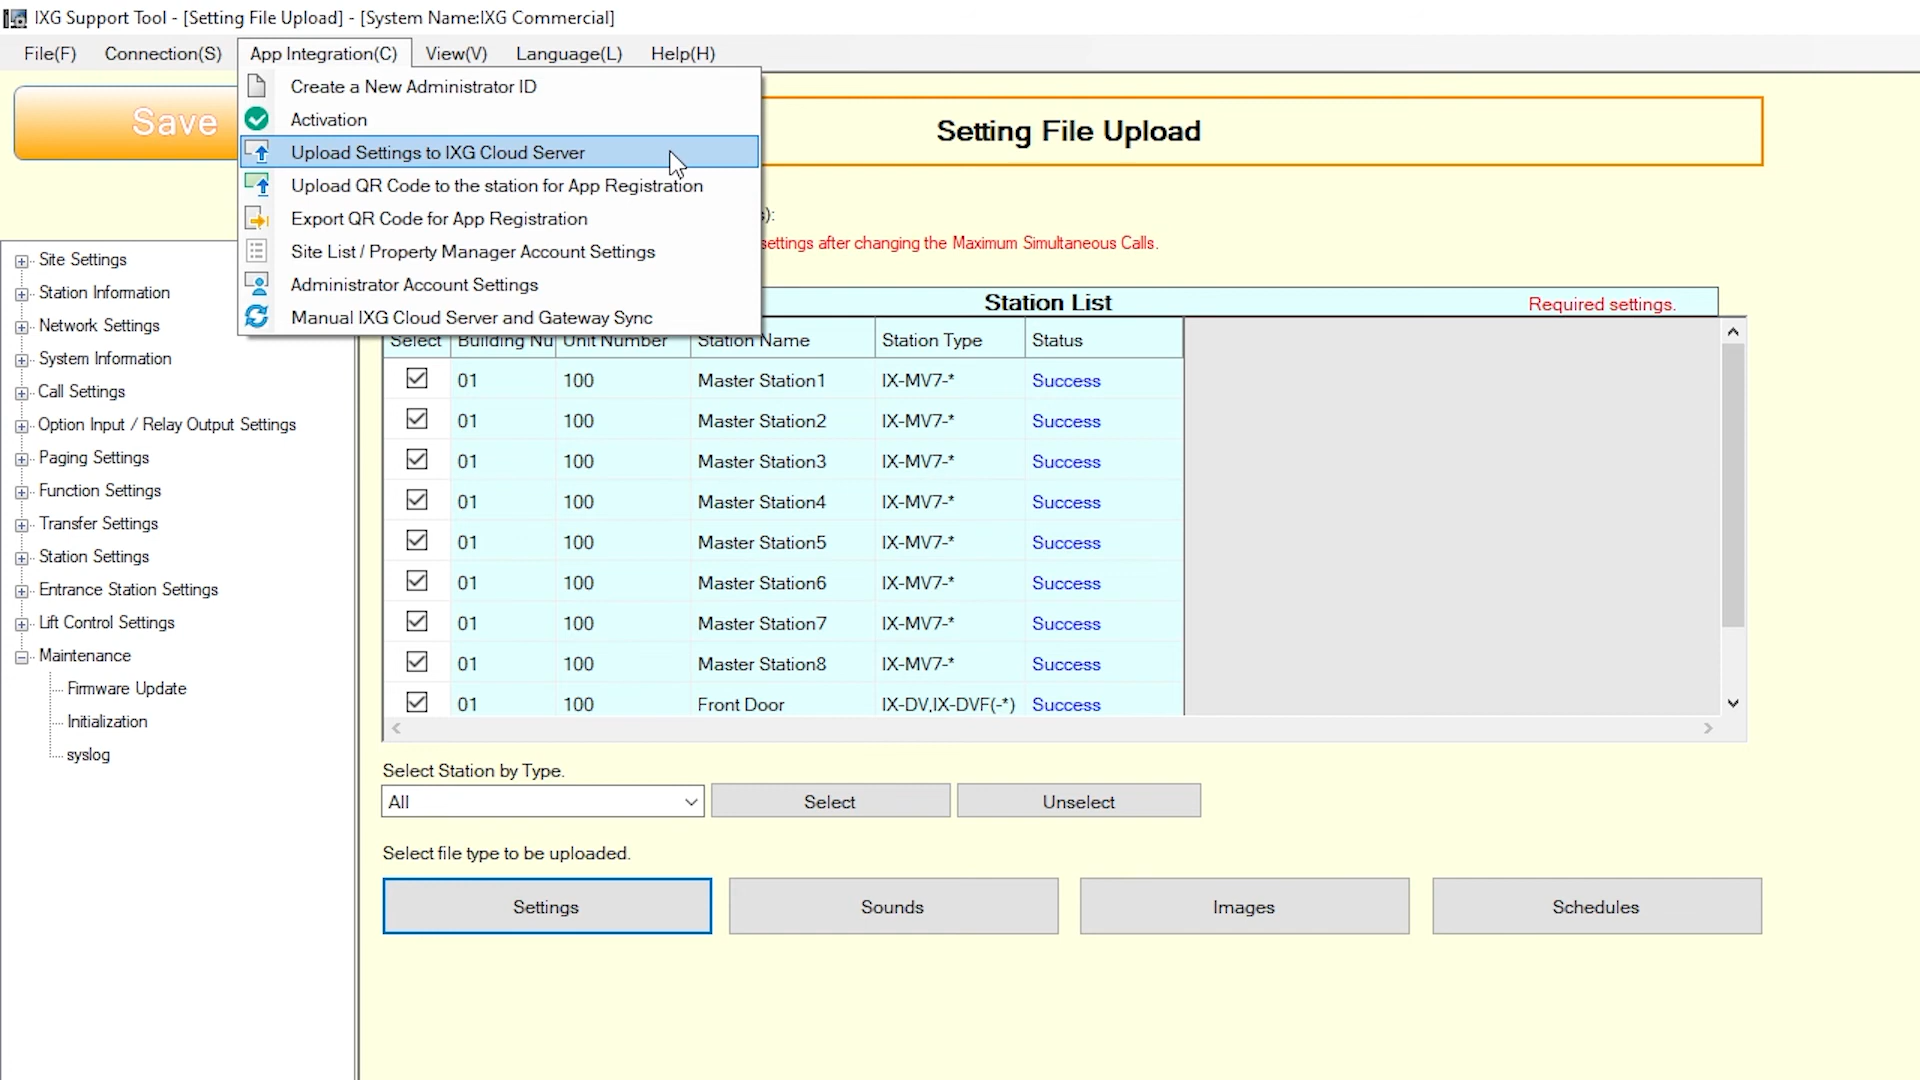 IXG Support Tool - [Setting File Upload] - [System Name:IXG Commercial]
File(F) Connection(S) App Integration(C) View(V) Language(L) Help(H)
Save
Create a New Administrator ID
Activation
Upload Settings to IXG Cloud Server
Upload QR Code to the station for App Registration
Export QR Code for App Registration
Site List / Property Manager Account Settings
Administrator Account Settings
Manual IXG Cloud Server and Gateway Sync
Setting File Upload
s):
settings after changing the Maximum Simultaneous Calls.
Site Settings
Station Information
Network Settings
System Information
Call Settings
Option Input / Relay Output Settings
Paging Settings
Function Settings
Transfer Settings
Station Settings
Entrance Station Settings
Lift Control Settings
Maintenance
Firmware Update
Initialization
syslog
Station List Required settings.
Select Building Nu Unit Number Station Name Station Type Status
01 100 Master Station1 IX-MV7-* Success
01 100 Master Station2 IX-MV7-* Success
01 100 Master Station3 IX-MV7-* Success
01 100 Master Station4 IX-MV7-* Success
01 100 Master Station5 IX-MV7-* Success
01 100 Master Station6 IX-MV7-* Success
01 100 Master Station7 IX-MV7-* Success
01 100 Master Station8 IX-MV7-* Success
01 100 Front Door IX-DV,IX-DVF(-*) Success
Select Station by Type.
All Select Unselect
Select file type to be uploaded.
Settings Sounds Images Schedules